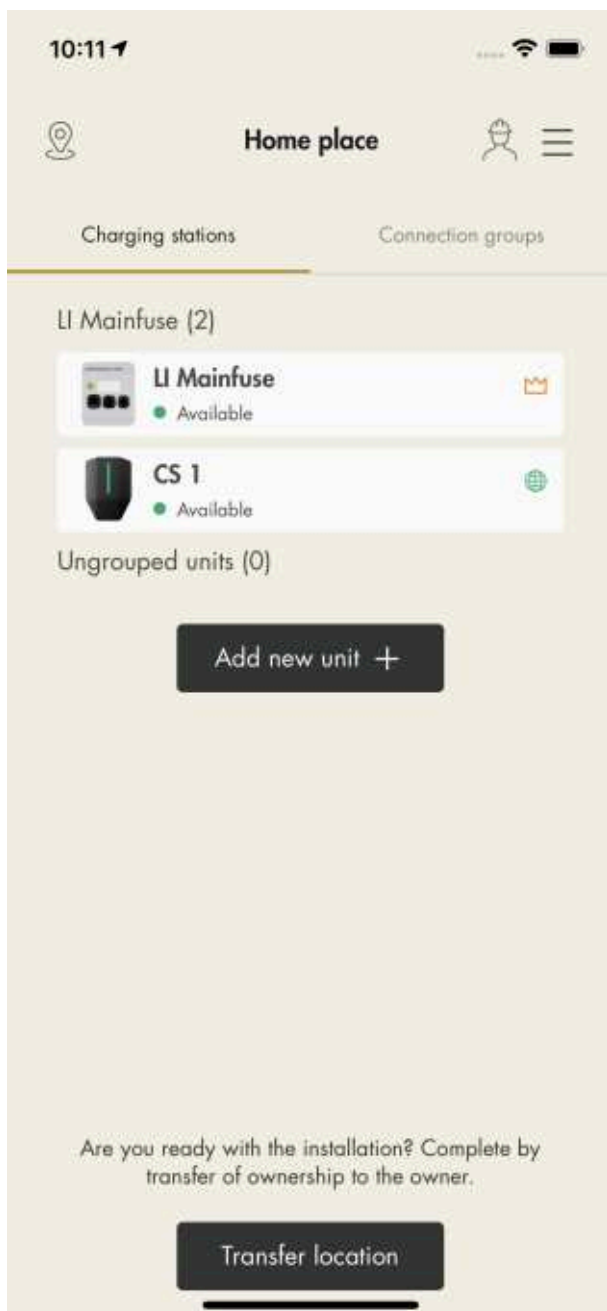 10:11
Home place
Charging stations
Connection groups
LI Mainfuse (2)
LI Mainfuse
Available
CS 1
Available
Ungrouped units (0)
Add new unit +
Are you ready with the installation? Complete by
transfer of ownership to the owner.
Transfer location